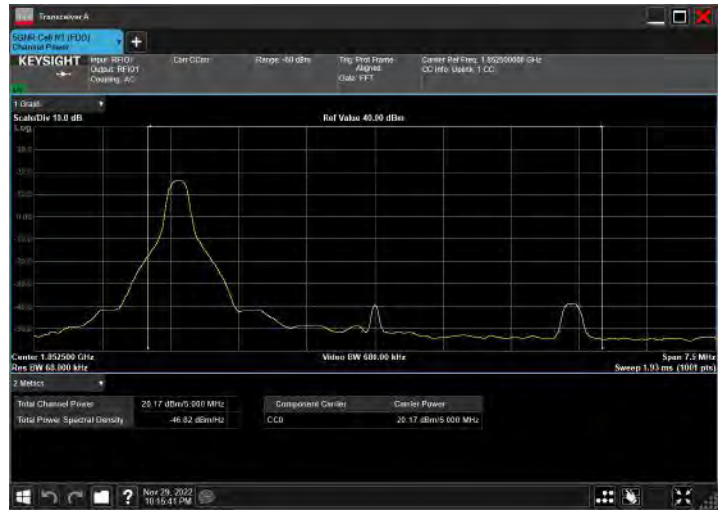 Transceiver A
5GNR Cell N1 (FDD)
Channel Power
KEYSIGHT
Output: RFIO1
Coupling: AC
Corr CCorr
Range: -60 dBm
Trig: Prd Frame
Aligned
Gate: FFT
Carrier Ref Freq: 1.852500000 GHz
CC Info: Uplink, 1 CC
1 Graph
Scale/Div 10.0 dB
Ref Value 40.00 dBm
Log
Center 1.852500 GHz
Video BW 680.00 kHz
Span 7.5 MHz
Res BW 68.000 kHz
Sweep 1.93 ms (1001 pts)
2 Metrics
Total Channel Power
20.17 dBm/5.000 MHz
Total Power Spectral Density
-46.82 dBm/Hz
Component Carrier
Carrier Power
CC0
20.17 dBm/5.000 MHz
?
Nov 29, 2022
10:15:41 PM